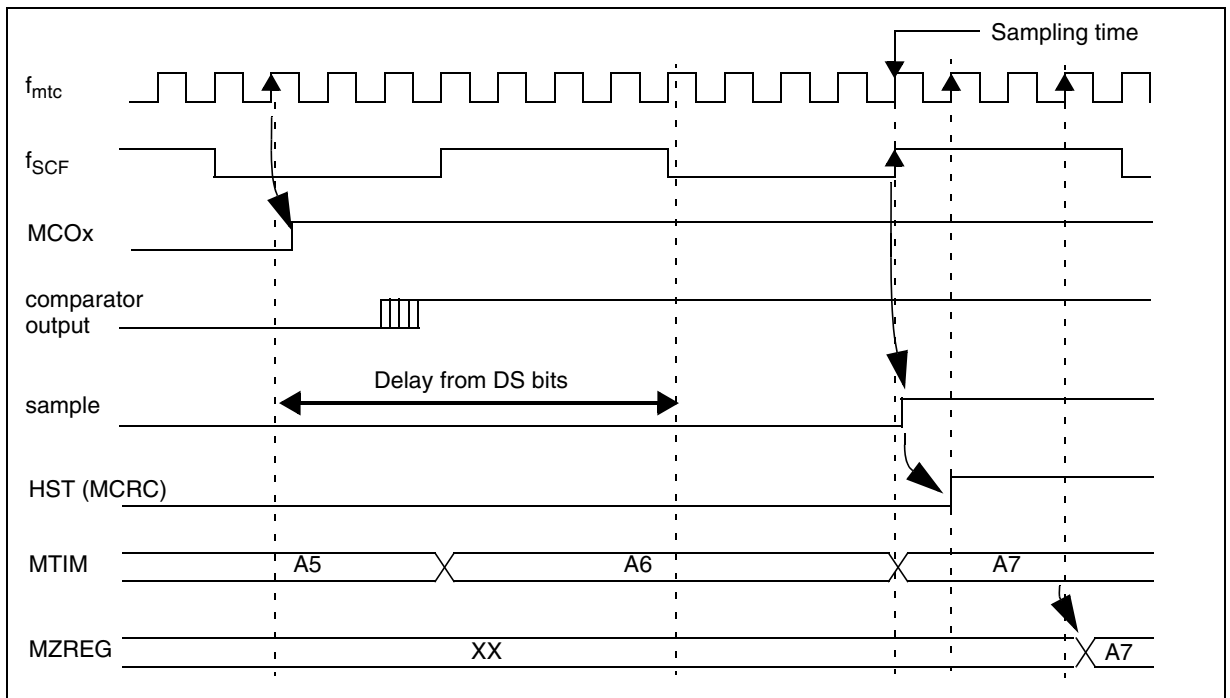 Sampling time
fmtc
fSCF
MCOx
comparator
output
Delay from DS bits
sample
HST (MCRC)
MTIM
A5
A6
A7
MZREG
XX
A7